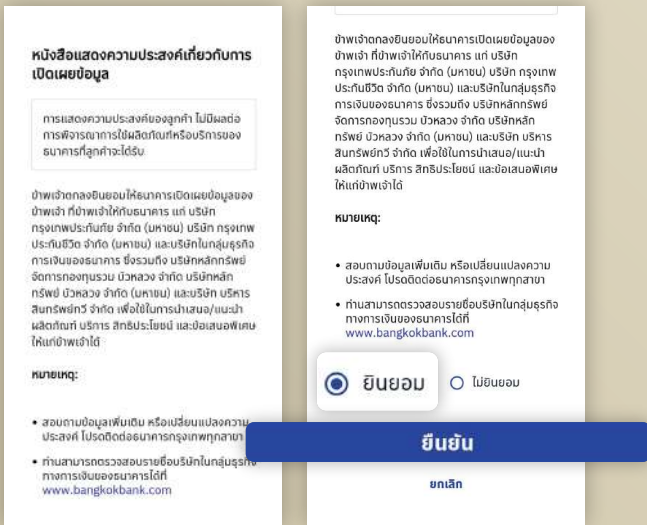 หนังสือแสดงความประสงค์เกี่ยวกับการ
เปิดเผยข้อมูล
การแสดงความประสงค์ของลูกค้า ไม่มีผลต่อ
การพิจารณาการใช้ผลิตภัณฑ์หรือบริการของ
ธนาคารที่ลูกค้าจะได้รับ
ข้าพเจ้าตกลงยินยอมให้ธนาคารเปิดเผยข้อมูลของ
ข้าพเจ้า ที่ข้าพเจ้าให้กับธนาคาร แก่ บริษัท
กรุงเทพประกันภัย จำกัด (มหาชน) บริษัท กรุงเทพ
ประกันชีวิต จำกัด (มหาชน) และบริษัทในกลุ่มธุรกิจ
การเงินของธนาคาร ซึ่งรวมถึง บริษัทหลักทรัพย์
จัดการกองทุนรวม บัวหลวง จำกัด บริษัทหลัก
ทรัพย์ บัวหลวง จำกัด (มหาชน) และบริษัท บริหาร
สินทรัพย์ทวี จำกัด เพื่อใช้ในการนำเสนอ/แนะนำ
ผลิตภัณฑ์ บริการ สิทธิประโยชน์ และข้อเสนอพิเศษ
ให้แก่ข้าพเจ้าได้
หมายเหตุ:
• สอบถามข้อมูลเพิ่มเติม หรือเปลี่ยนแปลงความ
ประสงค์ โปรดติดต่อธนาคารกรุงเทพทุกสาขา
• ท่านสามารถตรวจสอบรายชื่อบริษัทในกลุ่มธุรกิจ
ทางการเงินของธนาคารได้ที่
www.bangkokbank.com
ข้าพเจ้าตกลงยินยอมให้ธนาคารเปิดเผยข้อมูลของ
ข้าพเจ้า ที่ข้าพเจ้าให้กับธนาคาร แก่ บริษัท
กรุงเทพประกันภัย จำกัด (มหาชน) บริษัท กรุงเทพ
ประกันชีวิต จำกัด (มหาชน) และบริษัทในกลุ่มธุรกิจ
การเงินของธนาคาร ซึ่งรวมถึง บริษัทหลักทรัพย์
จัดการกองทุนรวม บัวหลวง จำกัด บริษัทหลัก
ทรัพย์ บัวหลวง จำกัด (มหาชน) และบริษัท บริหาร
สินทรัพย์ทวี จำกัด เพื่อใช้ในการนำเสนอ/แนะนำ
ผลิตภัณฑ์ บริการ สิทธิประโยชน์ และข้อเสนอพิเศษ
ให้แก่ข้าพเจ้าได้
หมายเหตุ:
• สอบถามข้อมูลเพิ่มเติม หรือเปลี่ยนแปลงความ
ประสงค์ โปรดติดต่อธนาคารกรุงเทพทุกสาขา
• ท่านสามารถตรวจสอบรายชื่อบริษัทในกลุ่มธุรกิจ
ทางการเงินของธนาคารได้ที่
www.bangkokbank.com
ยินยอม ไม่ยินยอม
ยืนยัน
ยกเลิก